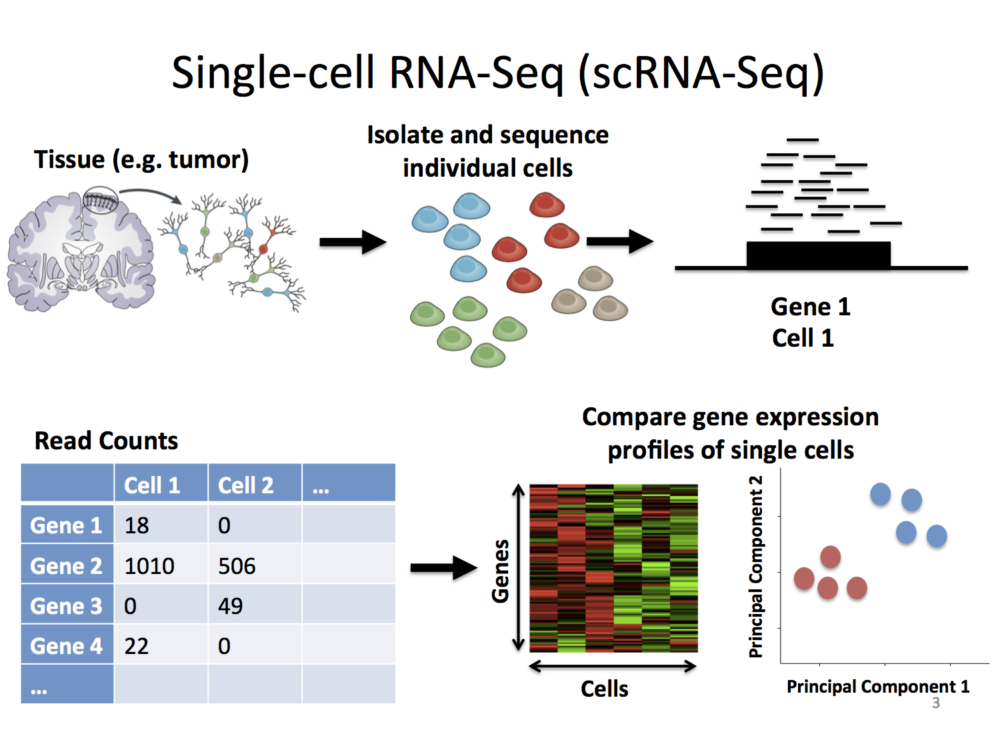 Single-cell RNA-Seq (scRNA-Seq)
Tissue (e.g. tumor)
Isolate and sequence
individual cells
Gene 1
Cell 1
Read Counts
Cell 1 Cell 2 ...
Gene 1 18 0
Gene 2 1010 506
Gene 3 0 49
Gene 4 22 0
...
Compare gene expression
profiles of single cells
Genes
Cells
Principal Component 2
Principal Component 1
3